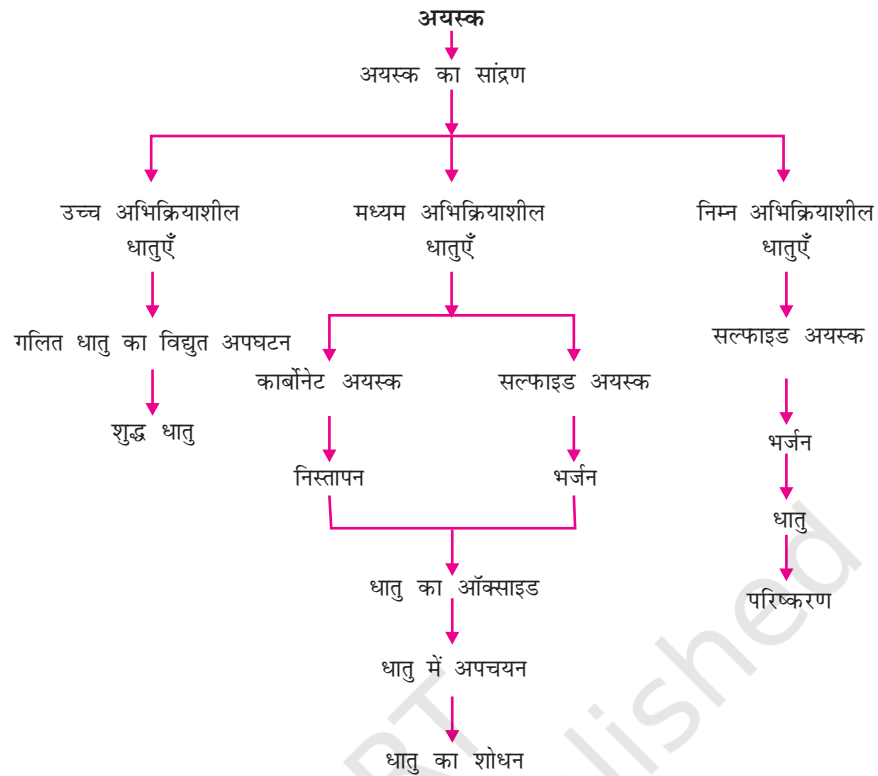 अयस्क
अयस्क का सांद्रण
उच्च अभिक्रियाशील
धातुएँ
मध्यम अभिक्रियाशील
धातुएँ
निम्न अभिक्रियाशील
धातुएँ
गलित धातु का विद्युत अपघटन
शुद्ध धातु
कार्बोनेट अयस्क
सल्फाइड अयस्क
निस्तापन
भर्जन
धातु का ऑक्साइड
धातु में अपचयन
धातु का शोधन
सल्फाइड अयस्क
भर्जन
धातु
परिष्करण